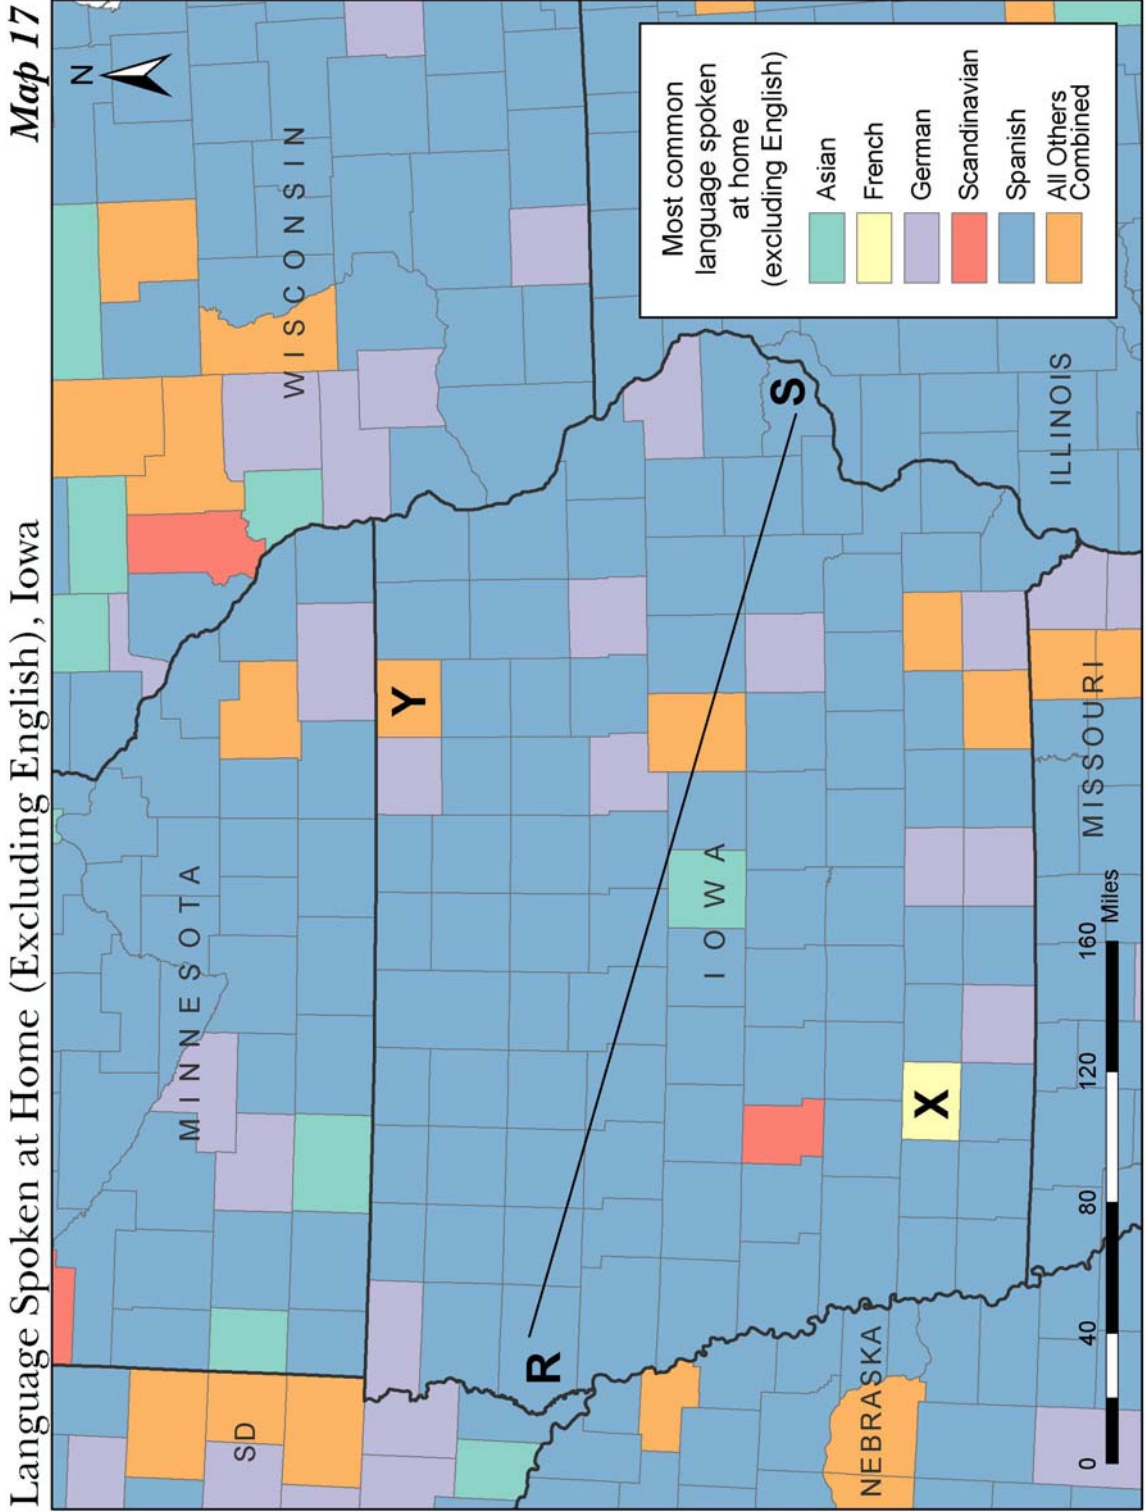 Language Spoken at Home (Excluding English), Iowa
Map 17
N
WISCONSIN
MINNESOTA
SD
Y
R
S
IOWA
X
NEBRASKA
MISSOURI
ILLINOIS
Most common
language spoken
at home
(excluding English)
Asian
French
German
Scandinavian
Spanish
All Others
Combined
0
40
80
120
160
Miles